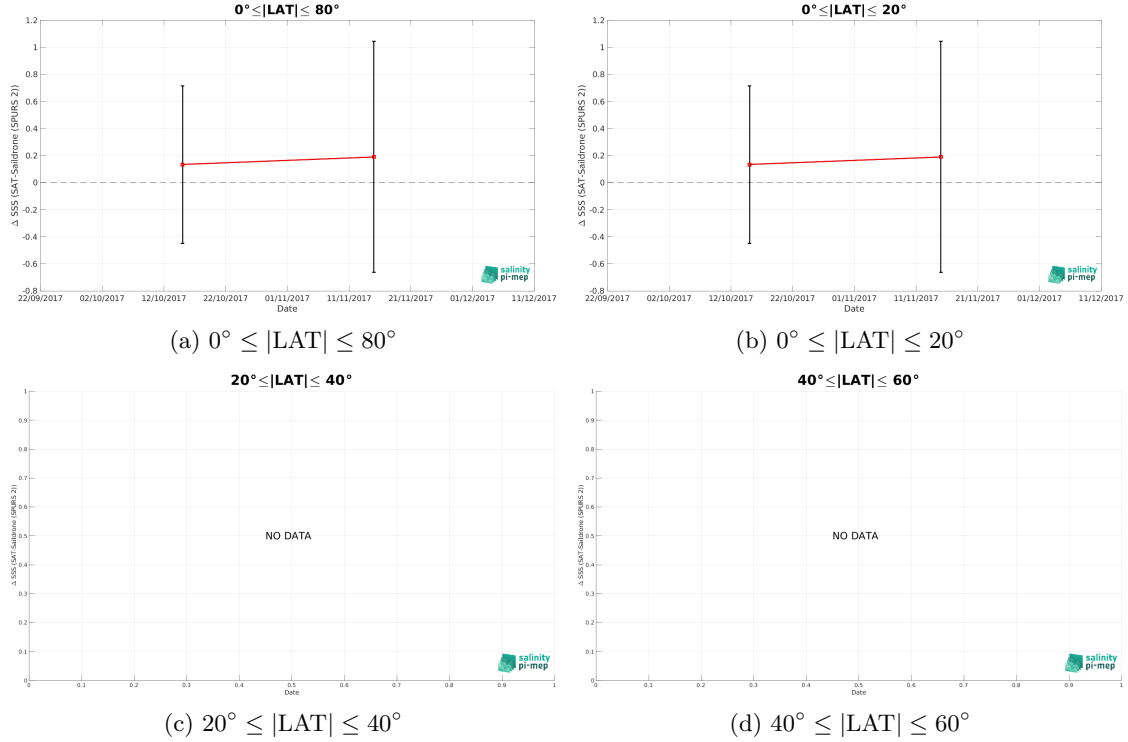 0°≤|LAT|≤ 80°
1.2
1
0.8
0.6
0.4
0.2
0
-0.2
-0.4
-0.6
-0.8
Δ SSS (SAT-Saildrone (SPURS 2))
22/09/2017 02/10/2017 12/10/2017 22/10/2017 01/11/2017 11/11/2017 21/11/2017 01/12/2017 11/12/2017
Date
salinity
pi-mep
(a) 0° ≤ |LAT| ≤ 80°
0°≤|LAT|≤ 20°
1.2
1
0.8
0.6
0.4
0.2
0
-0.2
-0.4
-0.6
-0.8
Δ SSS (SAT-Saildrone (SPURS 2))
22/09/2017 02/10/2017 12/10/2017 22/10/2017 01/11/2017 11/11/2017 21/11/2017 01/12/2017 11/12/2017
Date
salinity
pi-mep
(b) 0° ≤ |LAT| ≤ 20°
20°≤|LAT|≤ 40°
1
0.9
0.8
0.7
0.6
0.5
0.4
0.3
0.2
0.1
0
Δ SSS (SAT-Saildrone (SPURS 2))
NO DATA
0 0.1 0.2 0.3 0.4 0.5 0.6 0.7 0.8 0.9 1
Date
salinity
pi-mep
(c) 20° ≤ |LAT| ≤ 40°
40°≤|LAT|≤ 60°
1
0.9
0.8
0.7
0.6
0.5
0.4
0.3
0.2
0.1
0
Δ SSS (SAT-Saildrone (SPURS 2))
NO DATA
0 0.1 0.2 0.3 0.4 0.5 0.6 0.7 0.8 0.9 1
Date
salinity
pi-mep
(d) 40° ≤ |LAT| ≤ 60°